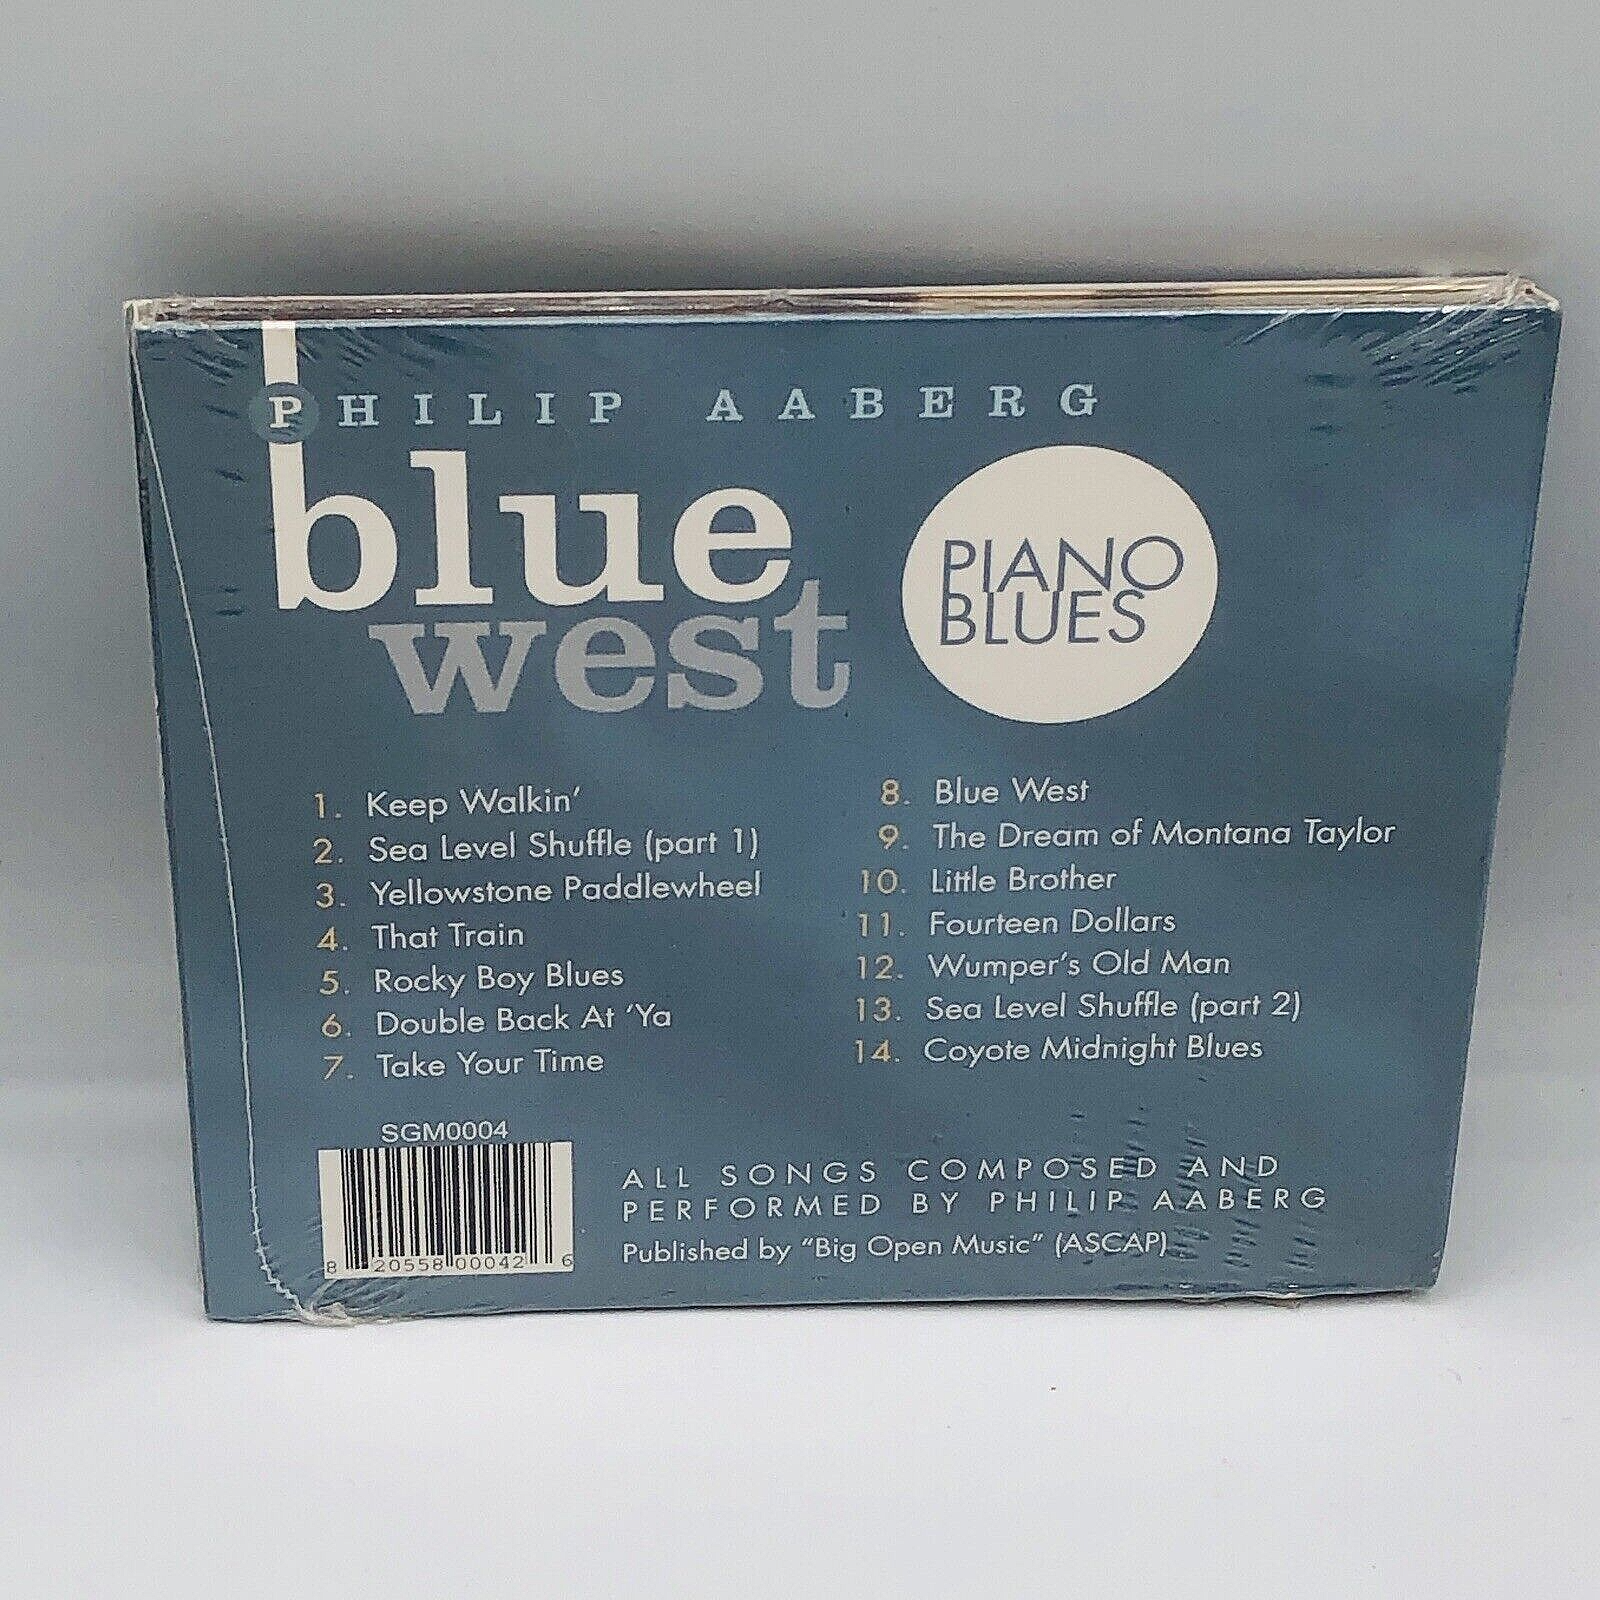 PHILIP AABERG
blue
west
PIANO
BLUES
1. Keep Walkin'
2. Sea Level Shuffle (part 1)
3. Yellowstone Paddlewheel
4. That Train
5. Rocky Boy Blues
6. Double Back At 'Ya
7. Take Your Time
8. Blue West
9. The Dream of Montana Taylor
10. Little Brother
11. Fourteen Dollars
12. Wumper's Old Man
13. Sea Level Shuffle (part 2)
14. Coyote Midnight Blues
SGM0004
8 20558 00042 6
ALL SONGS COMPOSED AND
PERFORMED BY PHILIP AABERG
Published by "Big Open Music" (ASCAP)